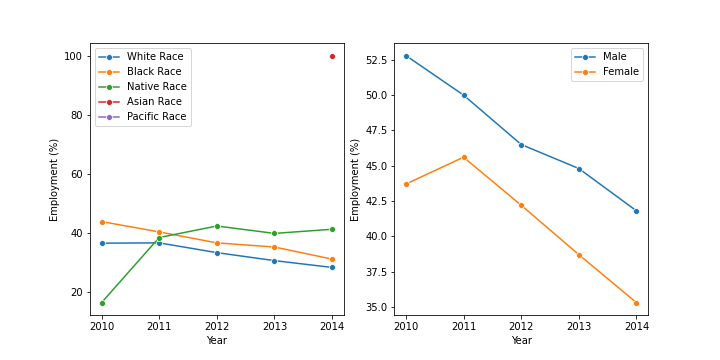 White Race
Black Race
Native Race
Asian Race
Pacific Race
100
80
60
40
20
Employment (%)
2010 2011 2012 2013 2014
Year
Male
Female
52.5
50.0
47.5
45.0
42.5
40.0
37.5
35.0
Employment (%)
2010 2011 2012 2013 2014
Year